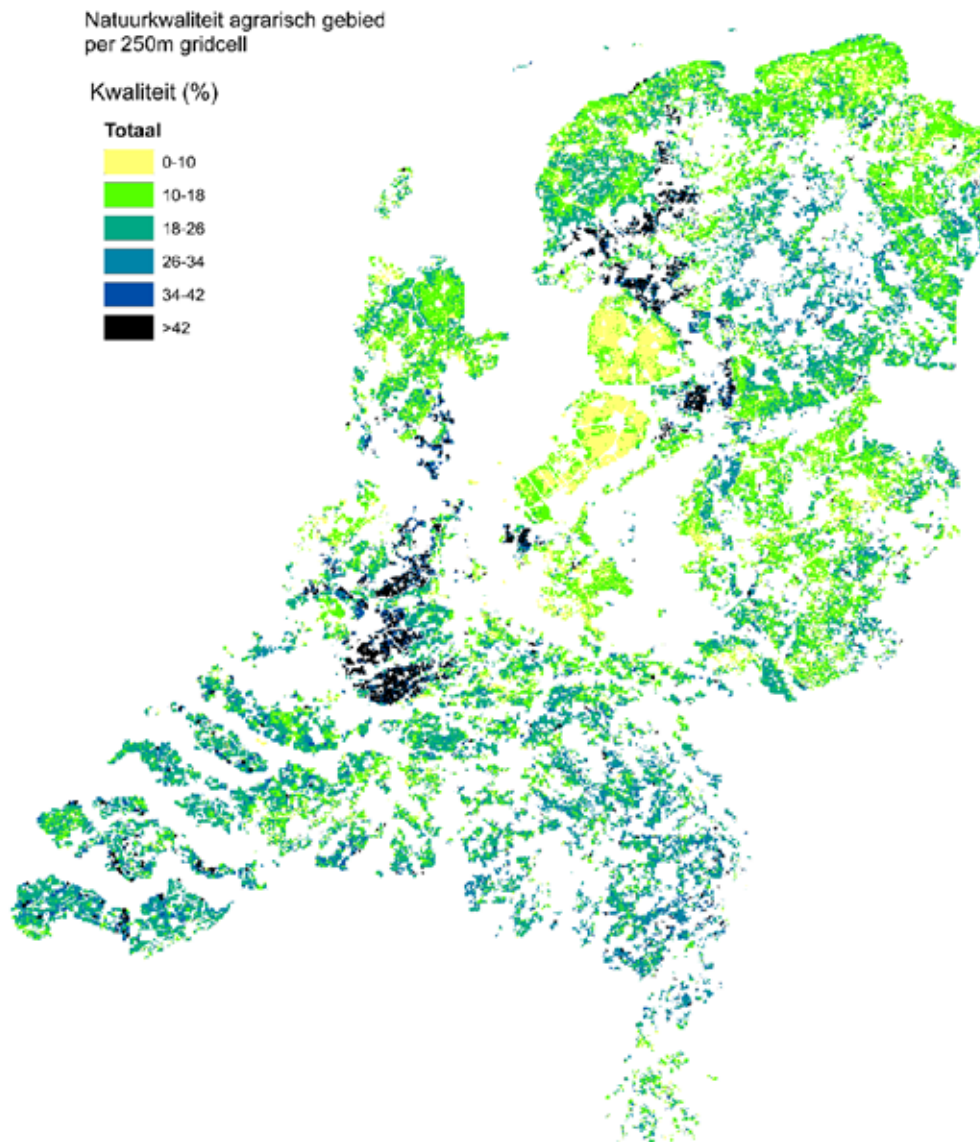 Natuurkwaliteit agrarisch gebied
per 250m gridcell
Kwaliteit (%)
Totaal
0-10
10-18
18-26
26-34
34-42
>42